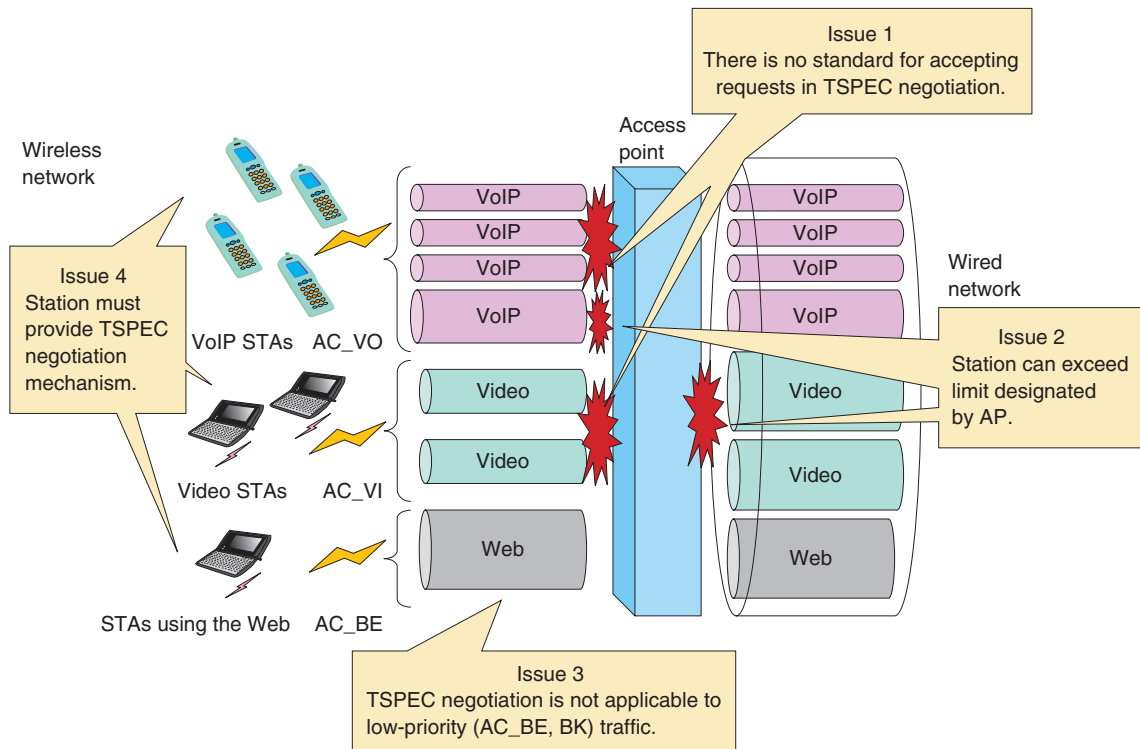 Issue 1
There is no standard for accepting
requests in TSPEC negotiation.
Access
point
Wireless
network
VoIP
VoIP
VoIP
VoIP
VoIP
VoIP
VoIP
VoIP
Wired
network
Issue 4
Station must
provide TSPEC
negotiation
mechanism.
VoIP STAs
AC_VO
Issue 2
Station can exceed
limit designated
by AP.
Video
Video
Video
Video
Video STAs
AC_VI
Web
Web
STAs using the Web
AC_BE
Issue 3
TSPEC negotiation is not applicable to
low-priority (AC_BE, BK) traffic.